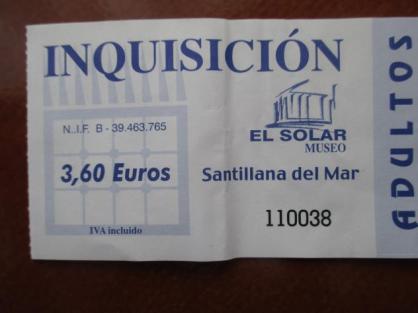 INQUISICIÓN
N..I.F. B - 39.463.765
EL SOLAR
MUSEO
3,60 Euros
Santillana del Mar
110038
IVA incluido
ADULTOS